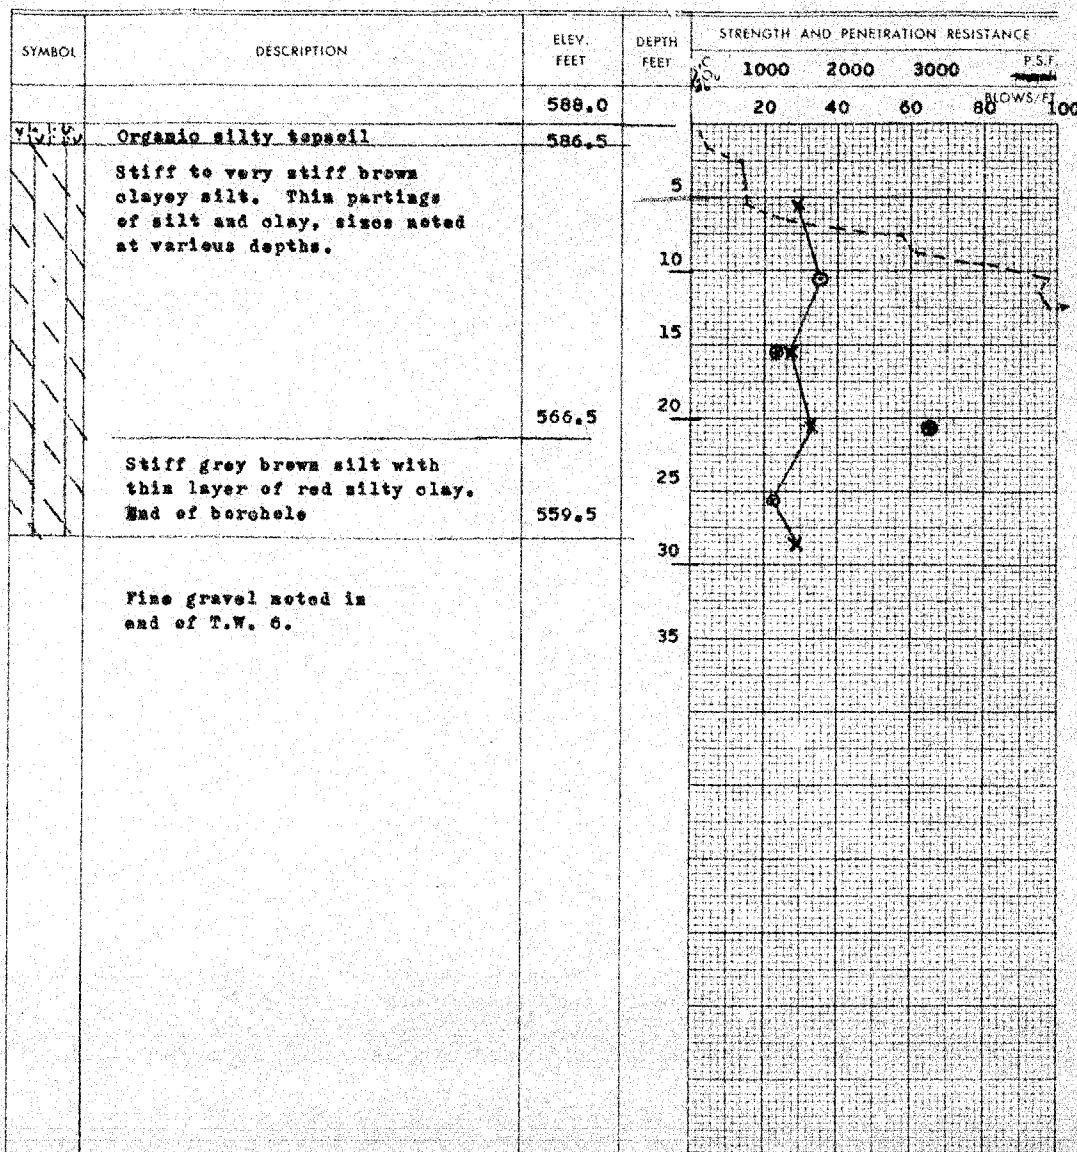 SYMBOL
DESCRIPTION
ELEV.
FEET
DEPTH
FEET
STRENGTH AND PENETRATION RESISTANCE
1000 2000 3000 P.S.F.
BLOWS/FT
20 40 60 80 100
588.0
Organic silty topsoil 586.5
Stiff to very stiff brown
clayey silt. Thin partings
of silt and clay, sizes noted
at various depths.
5
10
15
20
566.5
Stiff grey brown silt with
thin layer of red silty clay.
End of borehole 559.5
25
30
Fine gravel noted in
end of T.W. 6.
35